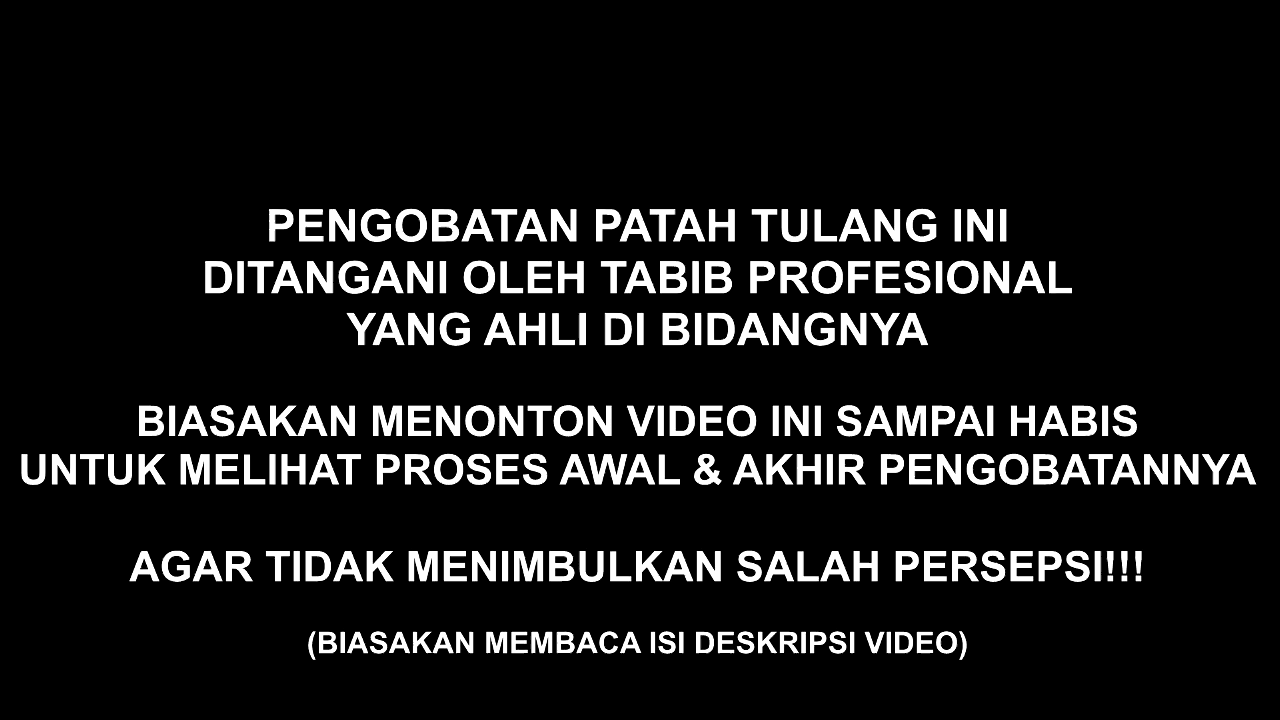 PENGOBATAN PATAH TULANG INI
DITANGANI OLEH TABIB PROFESIONAL
YANG AHLI DI BIDANGNYA
BIASAKAN MENONTON VIDEO INI SAMPAI HABIS
UNTUK MELIHAT PROSES AWAL & AKHIR PENGOBATANNYA
AGAR TIDAK MENIMBULKAN SALAH PERSEPSI!!!
(BIASAKAN MEMBACA ISI DESKRIPSI VIDEO)